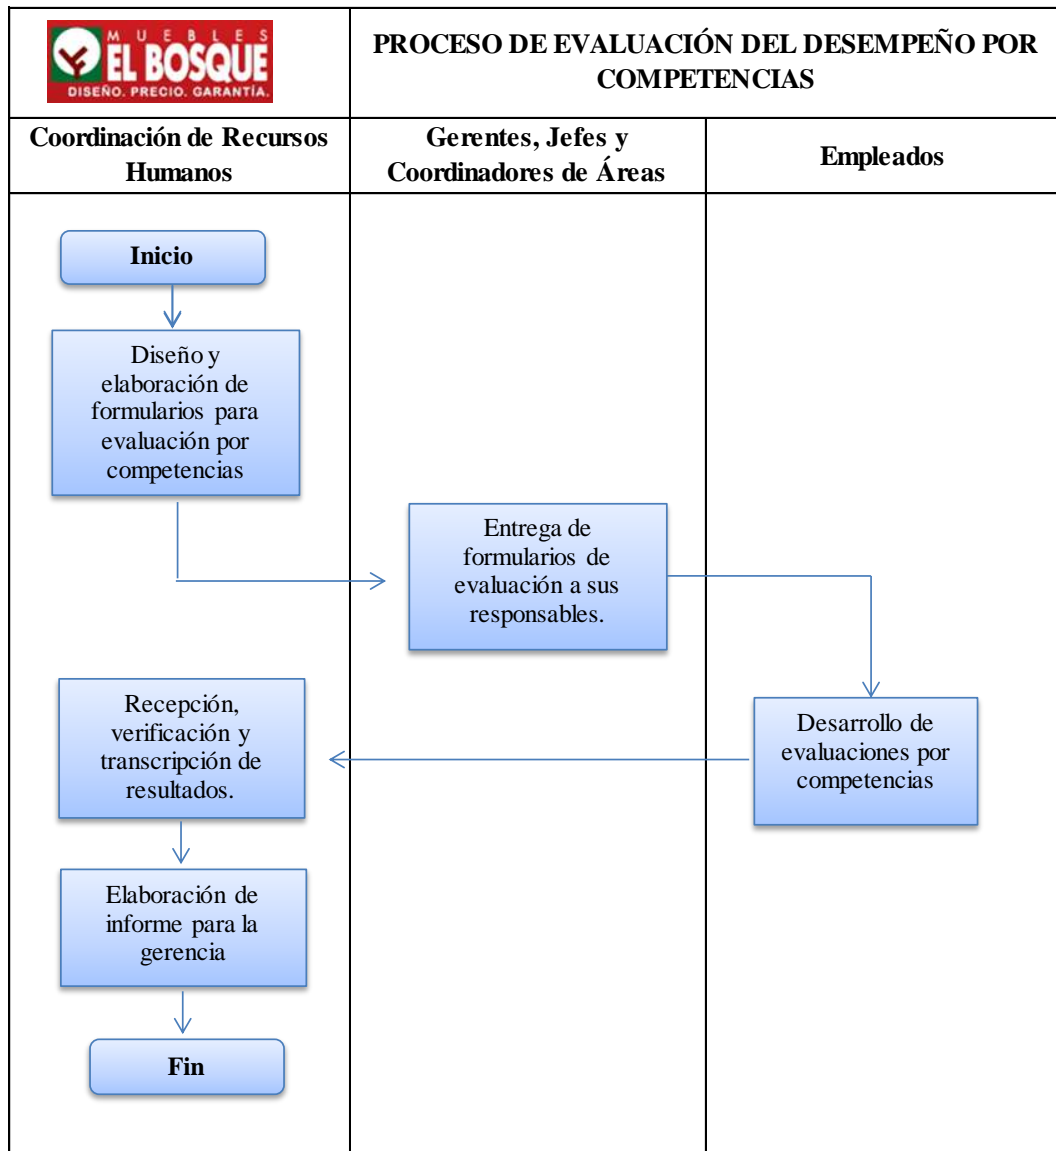 MUEBLES
EL BOSQUE
DISEÑO. PRECIO. GARANTÍA.
PROCESO DE EVALUACIÓN DEL DESEMPEÑO POR
COMPETENCIAS
Coordinación de Recursos
Humanos
Gerentes, Jefes y
Coordinadores de Áreas
Empleados
Inicio
Diseño y
elaboración de
formularios para
evaluación por
competencias
Entrega de
formularios de
evaluación a sus
responsables.
Desarrollo de
evaluaciones por
competencias
Recepción,
verificación y
transcripción de
resultados.
Elaboración de
informe para la
gerencia
Fin